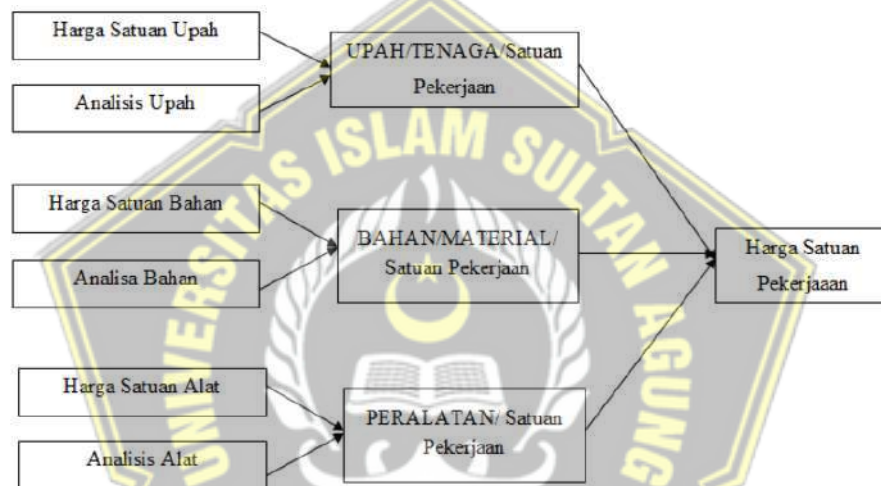 Harga Satuan Upah
Analisis Upah
UPAH/TENAGA/Satuan
Pekerjaan
Harga Satuan Bahan
Analisa Bahan
BAHAN/MATERIAL/
Satuan Pekerjaan
Harga Satuan Alat
Analisis Alat
PERALATAN/ Satuan
Pekerjaan
Harga Satuan
Pekerjaaan
UNIVERSITAS ISLAM SULTAN AGUNG